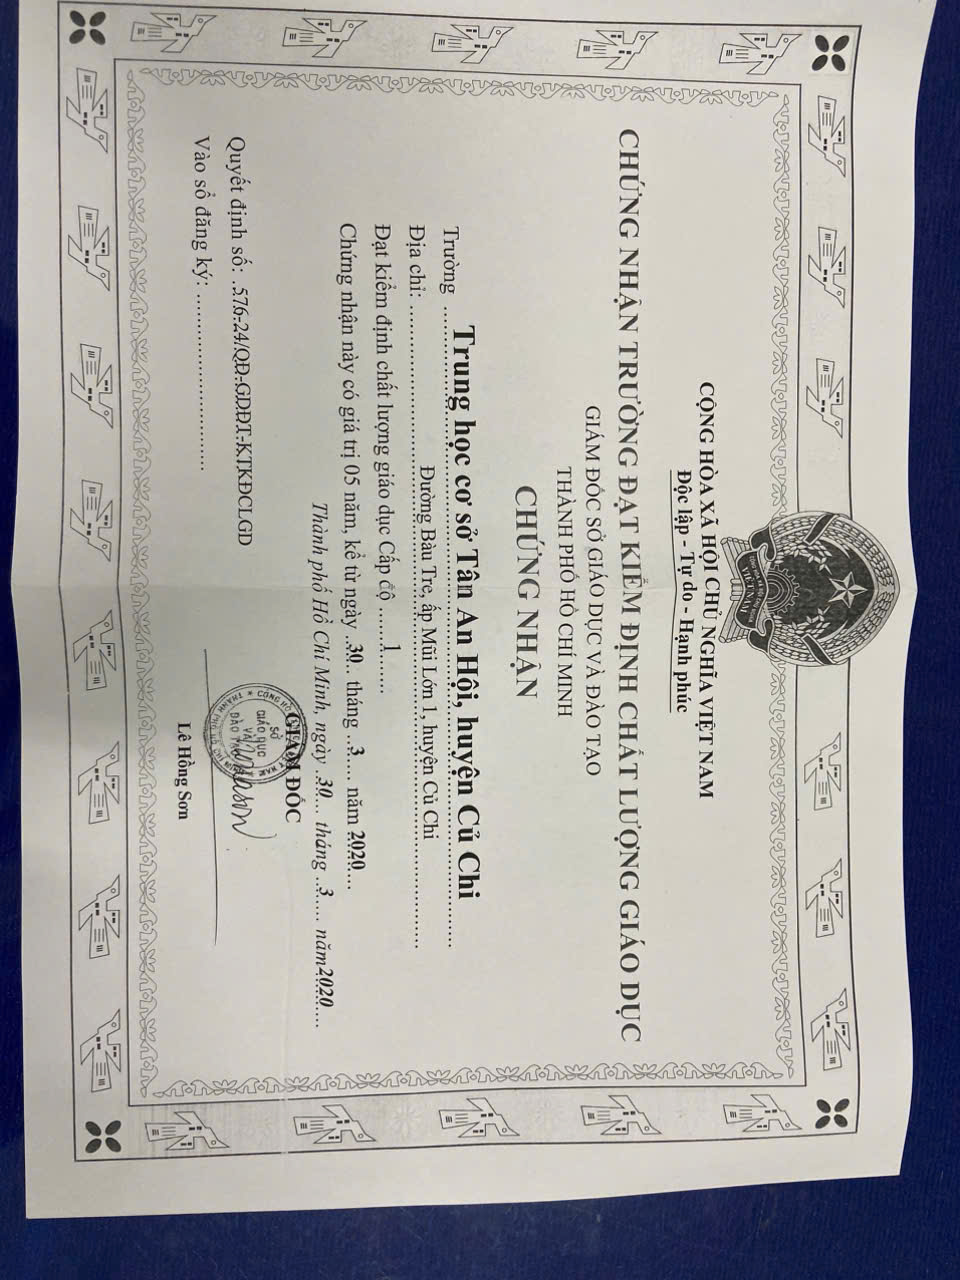 CỘNG HÒA XÃ HỘI CHỦ NGHĨA VIỆT NAM
Độc lập - Tự do - Hạnh phúc
CHỨNG NHẬN TRƯỜNG ĐẠT KIỂM ĐỊNH CHẤT LƯỢNG GIÁO DỤC
GIÁM ĐỐC SỞ GIÁO DỤC VÀ ĐÀO TẠO
THÀNH PHỐ HỒ CHÍ MINH
CHỨNG NHẬN
Trường Trung học cơ sở Tân An Hội, huyện Củ Chi
Địa chỉ: Đường Bàu Tre, ấp Mũi Lớn 1, huyện Củ Chi
Đạt kiểm định chất lượng giáo dục Cấp độ 1
Chứng nhận này có giá trị 05 năm, kể từ ngày 30 tháng 3 năm 2020
Thành phố Hồ Chí Minh, ngày 30 tháng 3 năm 2020
Quyết định số: 576-24/QĐ-GDĐT-KTKĐCLGD
Vào sổ đăng ký:
GIÁM ĐỐC
SỞ
GIÁO DỤC
VÀ
ĐÀO TẠO
Lê Hồng Sơn